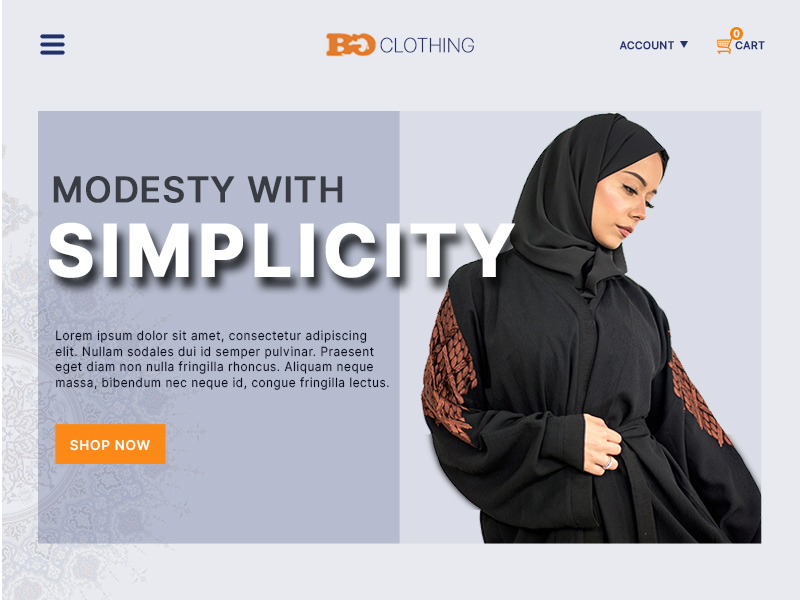 BG CLOTHING
ACCOUNT ▼
0
CART
MODESTY WITH
SIMPLICITY
Lorem ipsum dolor sit amet, consectetur adipiscing
elit. Nullam sodales dui id semper pulvinar. Praesent
eget diam non nulla fringilla rhoncus. Aliquam neque
massa, bibendum nec neque id, congue fringilla lectus.
SHOP NOW